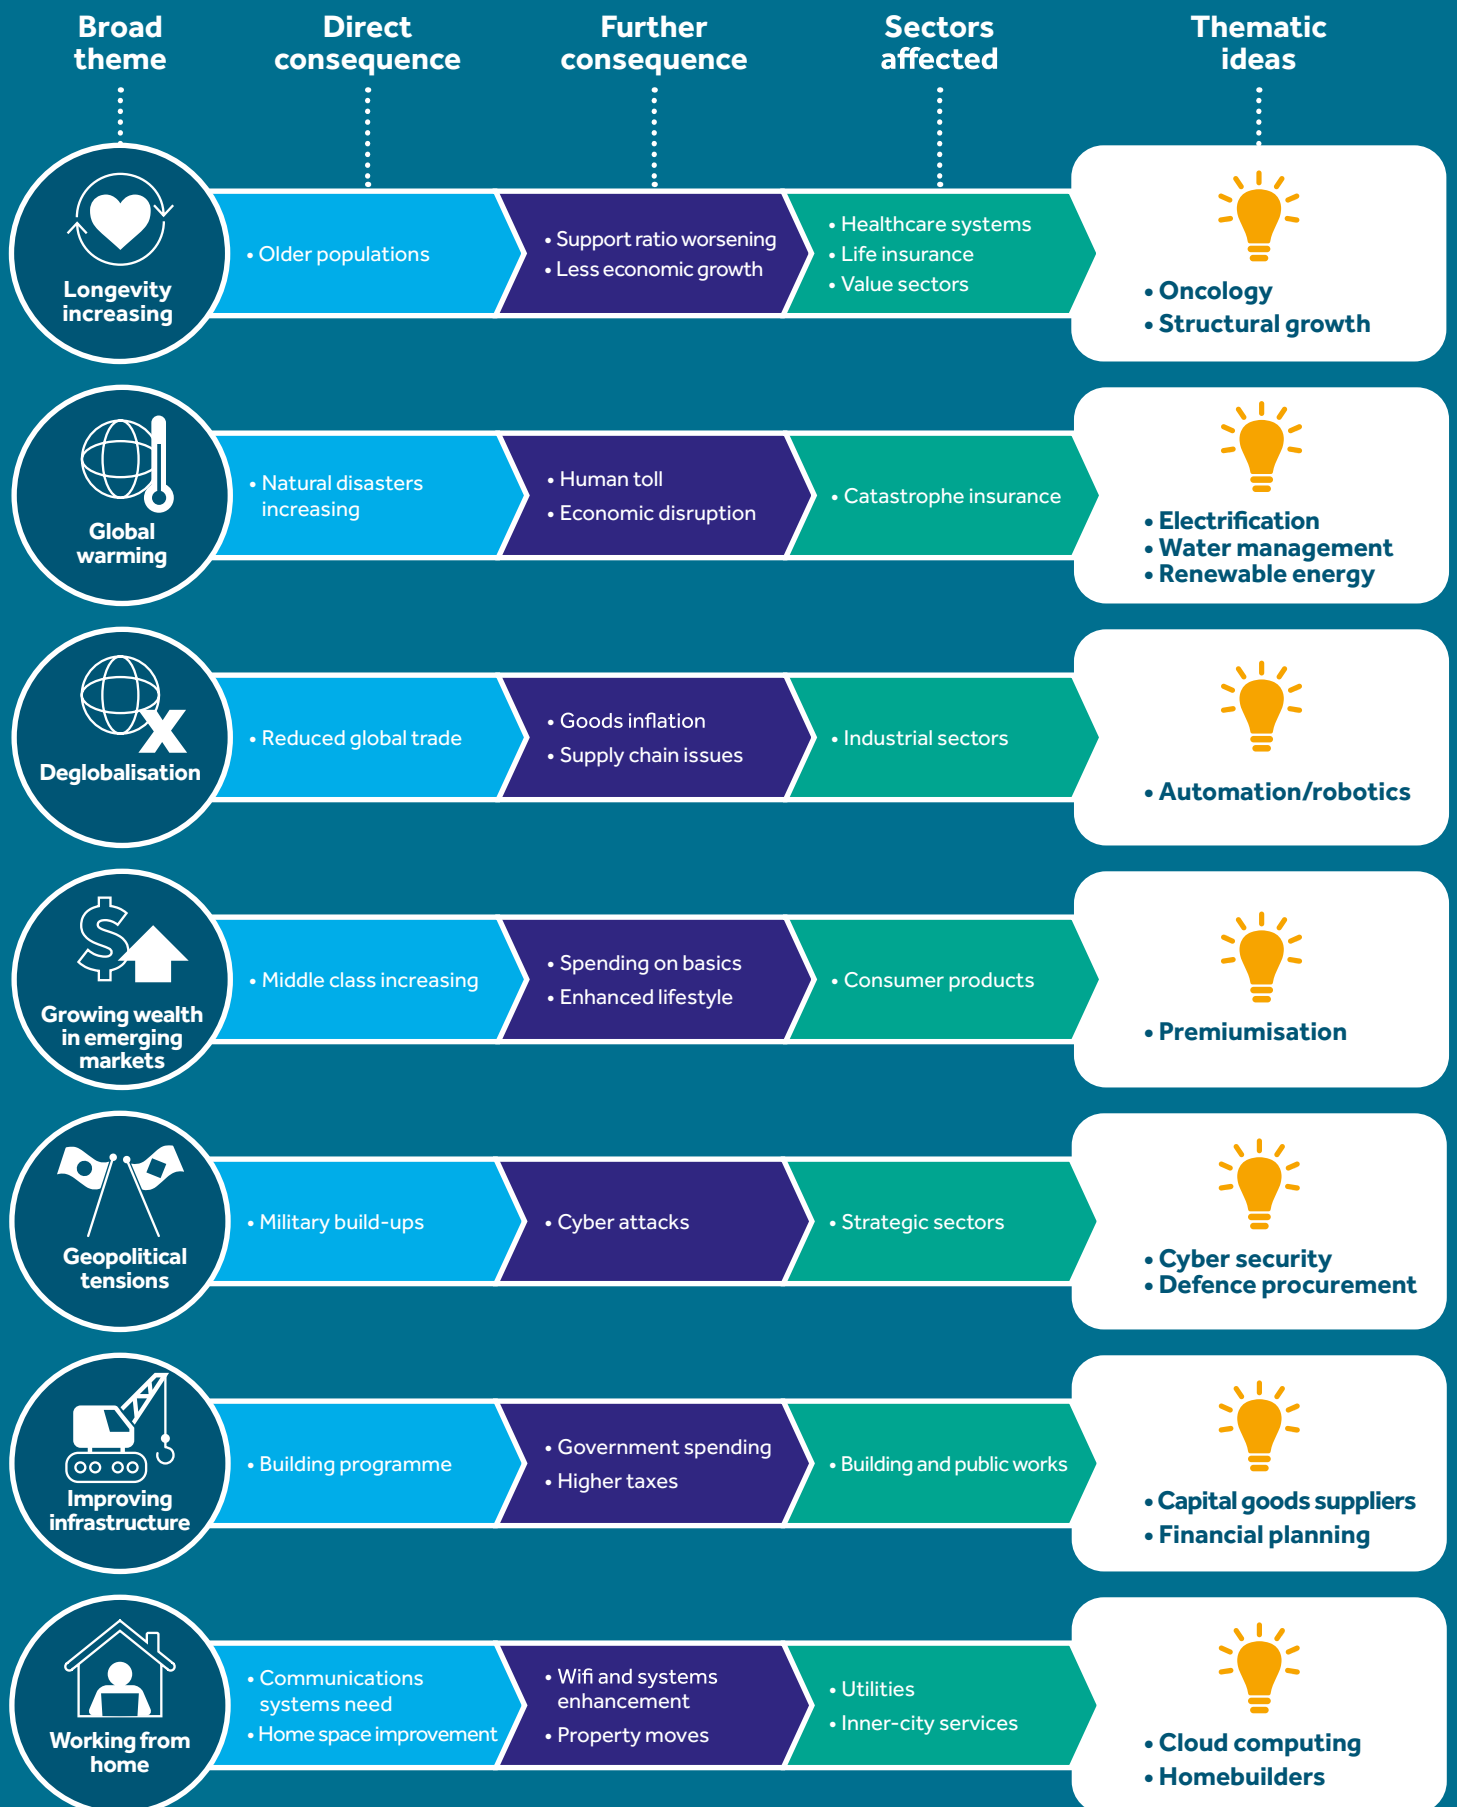 Broad
theme
Direct
consequence
Further
consequence
Sectors
affected
Thematic
ideas
Longevity
increasing
• Older populations
• Support ratio worsening
• Less economic growth
• Healthcare systems
• Life insurance
• Value sectors
• Oncology
• Structural growth
Global
warming
• Natural disasters
increasing
• Human toll
• Economic disruption
• Catastrophe insurance
• Electrification
• Water management
• Renewable energy
Deglobalisation
• Reduced global trade
• Goods inflation
• Supply chain issues
• Industrial sectors
• Automation/robotics
Growing wealth
in emerging
markets
• Middle class increasing
• Spending on basics
• Enhanced lifestyle
• Consumer products
• Premiumisation
Geopolitical
tensions
• Military build-ups
• Cyber attacks
• Strategic sectors
• Cyber security
• Defence procurement
Improving
infrastructure
• Building programme
• Government spending
• Higher taxes
• Building and public works
• Capital goods suppliers
• Financial planning
Working from
home
• Communications
systems need
• Home space improvement
• Wifi and systems
enhancement
• Property moves
• Utilities
• Inner-city services
• Cloud computing
• Homebuilders